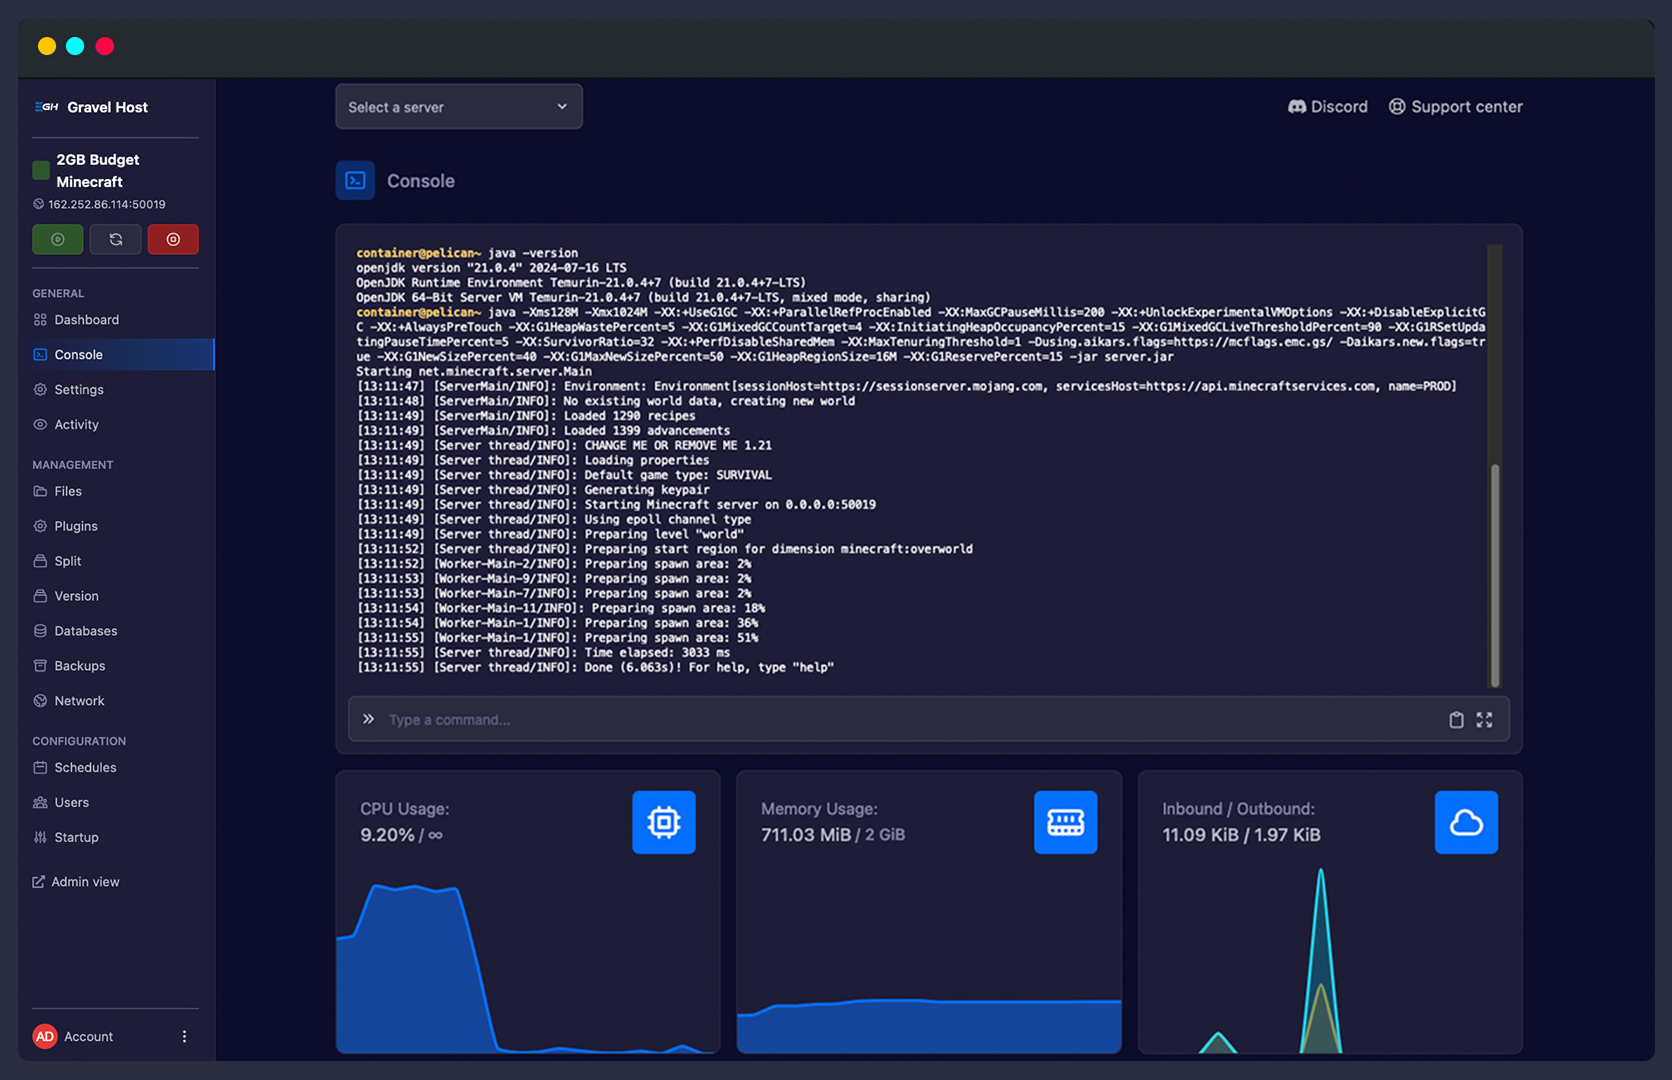 GH Gravel Host
2GB Budget
Minecraft
162.252.86.114:50019
GENERAL
Dashboard
Console
Settings
Activity
MANAGEMENT
Files
Plugins
Split
Version
Databases
Backups
Network
CONFIGURATION
Schedules
Users
Startup
Admin view
AD Account
Select a server
Discord Support center
Console
container@pelican~ java -version
openjdk version "21.0.4" 2024-07-16 LTS
OpenJDK Runtime Environment Temurin-21.0.4+7 (build 21.0.4+7-LTS)
OpenJDK 64-Bit Server VM Temurin-21.0.4+7 (build 21.0.4+7-LTS, mixed mode, sharing)
container@pelican~ java -Xms128M -Xmx1024M -XX:+UseG1GC -XX:+ParallelRefProcEnabled -XX:MaxGCPauseMillis=200 -XX:+UnlockExperimentalVMOptions -XX:+DisableExplicitG
C -XX:+AlwaysPreTouch -XX:G1HeapWastePercent=5 -XX:G1MixedGCCountTarget=4 -XX:InitiatingHeapOccupancyPercent=15 -XX:G1MixedGCLiveThresholdPercent=90 -XX:G1RSetUpda
tingPauseTimePercent=5 -XX:SurvivorRatio=32 -XX:+PerfDisableSharedMem -XX:MaxTenuringThreshold=1 -Dusing.aikars.flags=https://mcflags.emc.gs/ -Daikars.new.flags=tr
ue -XX:G1NewSizePercent=40 -XX:G1MaxNewSizePercent=50 -XX:G1HeapRegionSize=16M -XX:G1ReservePercent=15 -jar server.jar
Starting net.minecraft.server.Main
[13:11:47] [ServerMain/INFO]: Environment: Environment[sessionHost=https://sessionserver.mojang.com, servicesHost=https://api.minecraftservices.com, name=PROD]
[13:11:48] [ServerMain/INFO]: No existing world data, creating new world
[13:11:49] [ServerMain/INFO]: Loaded 1290 recipes
[13:11:49] [ServerMain/INFO]: Loaded 1399 advancements
[13:11:49] [Server thread/INFO]: CHANGE ME OR REMOVE ME 1.21
[13:11:49] [Server thread/INFO]: Loading properties
[13:11:49] [Server thread/INFO]: Default game type: SURVIVAL
[13:11:49] [Server thread/INFO]: Generating keypair
[13:11:49] [Server thread/INFO]: Starting Minecraft server on 0.0.0.0:50019
[13:11:49] [Server thread/INFO]: Using epoll channel type
[13:11:49] [Server thread/INFO]: Preparing level "world"
[13:11:52] [Server thread/INFO]: Preparing start region for dimension minecraft:overworld
[13:11:52] [Worker-Main-2/INFO]: Preparing spawn area: 2%
[13:11:53] [Worker-Main-9/INFO]: Preparing spawn area: 2%
[13:11:53] [Worker-Main-7/INFO]: Preparing spawn area: 2%
[13:11:54] [Worker-Main-11/INFO]: Preparing spawn area: 18%
[13:11:54] [Worker-Main-1/INFO]: Preparing spawn area: 36%
[13:11:55] [Worker-Main-1/INFO]: Preparing spawn area: 51%
[13:11:55] [Server thread/INFO]: Time elapsed: 3033 ms
[13:11:55] [Server thread/INFO]: Done (6.063s)! For help, type "help"
Type a command...
CPU Usage:
9.20% / ∞
Memory Usage:
711.03 MiB / 2 GiB
Inbound / Outbound:
11.09 KiB / 1.97 KiB